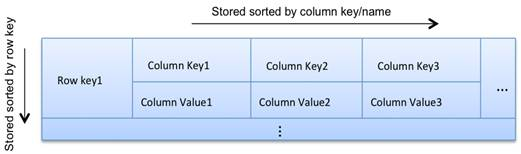 Stored sorted by column key/name
Stored sorted by row key
Row key1
Column Key1
Column Key2
Column Key3
Column Value1
Column Value2
Column Value3
...
⋮